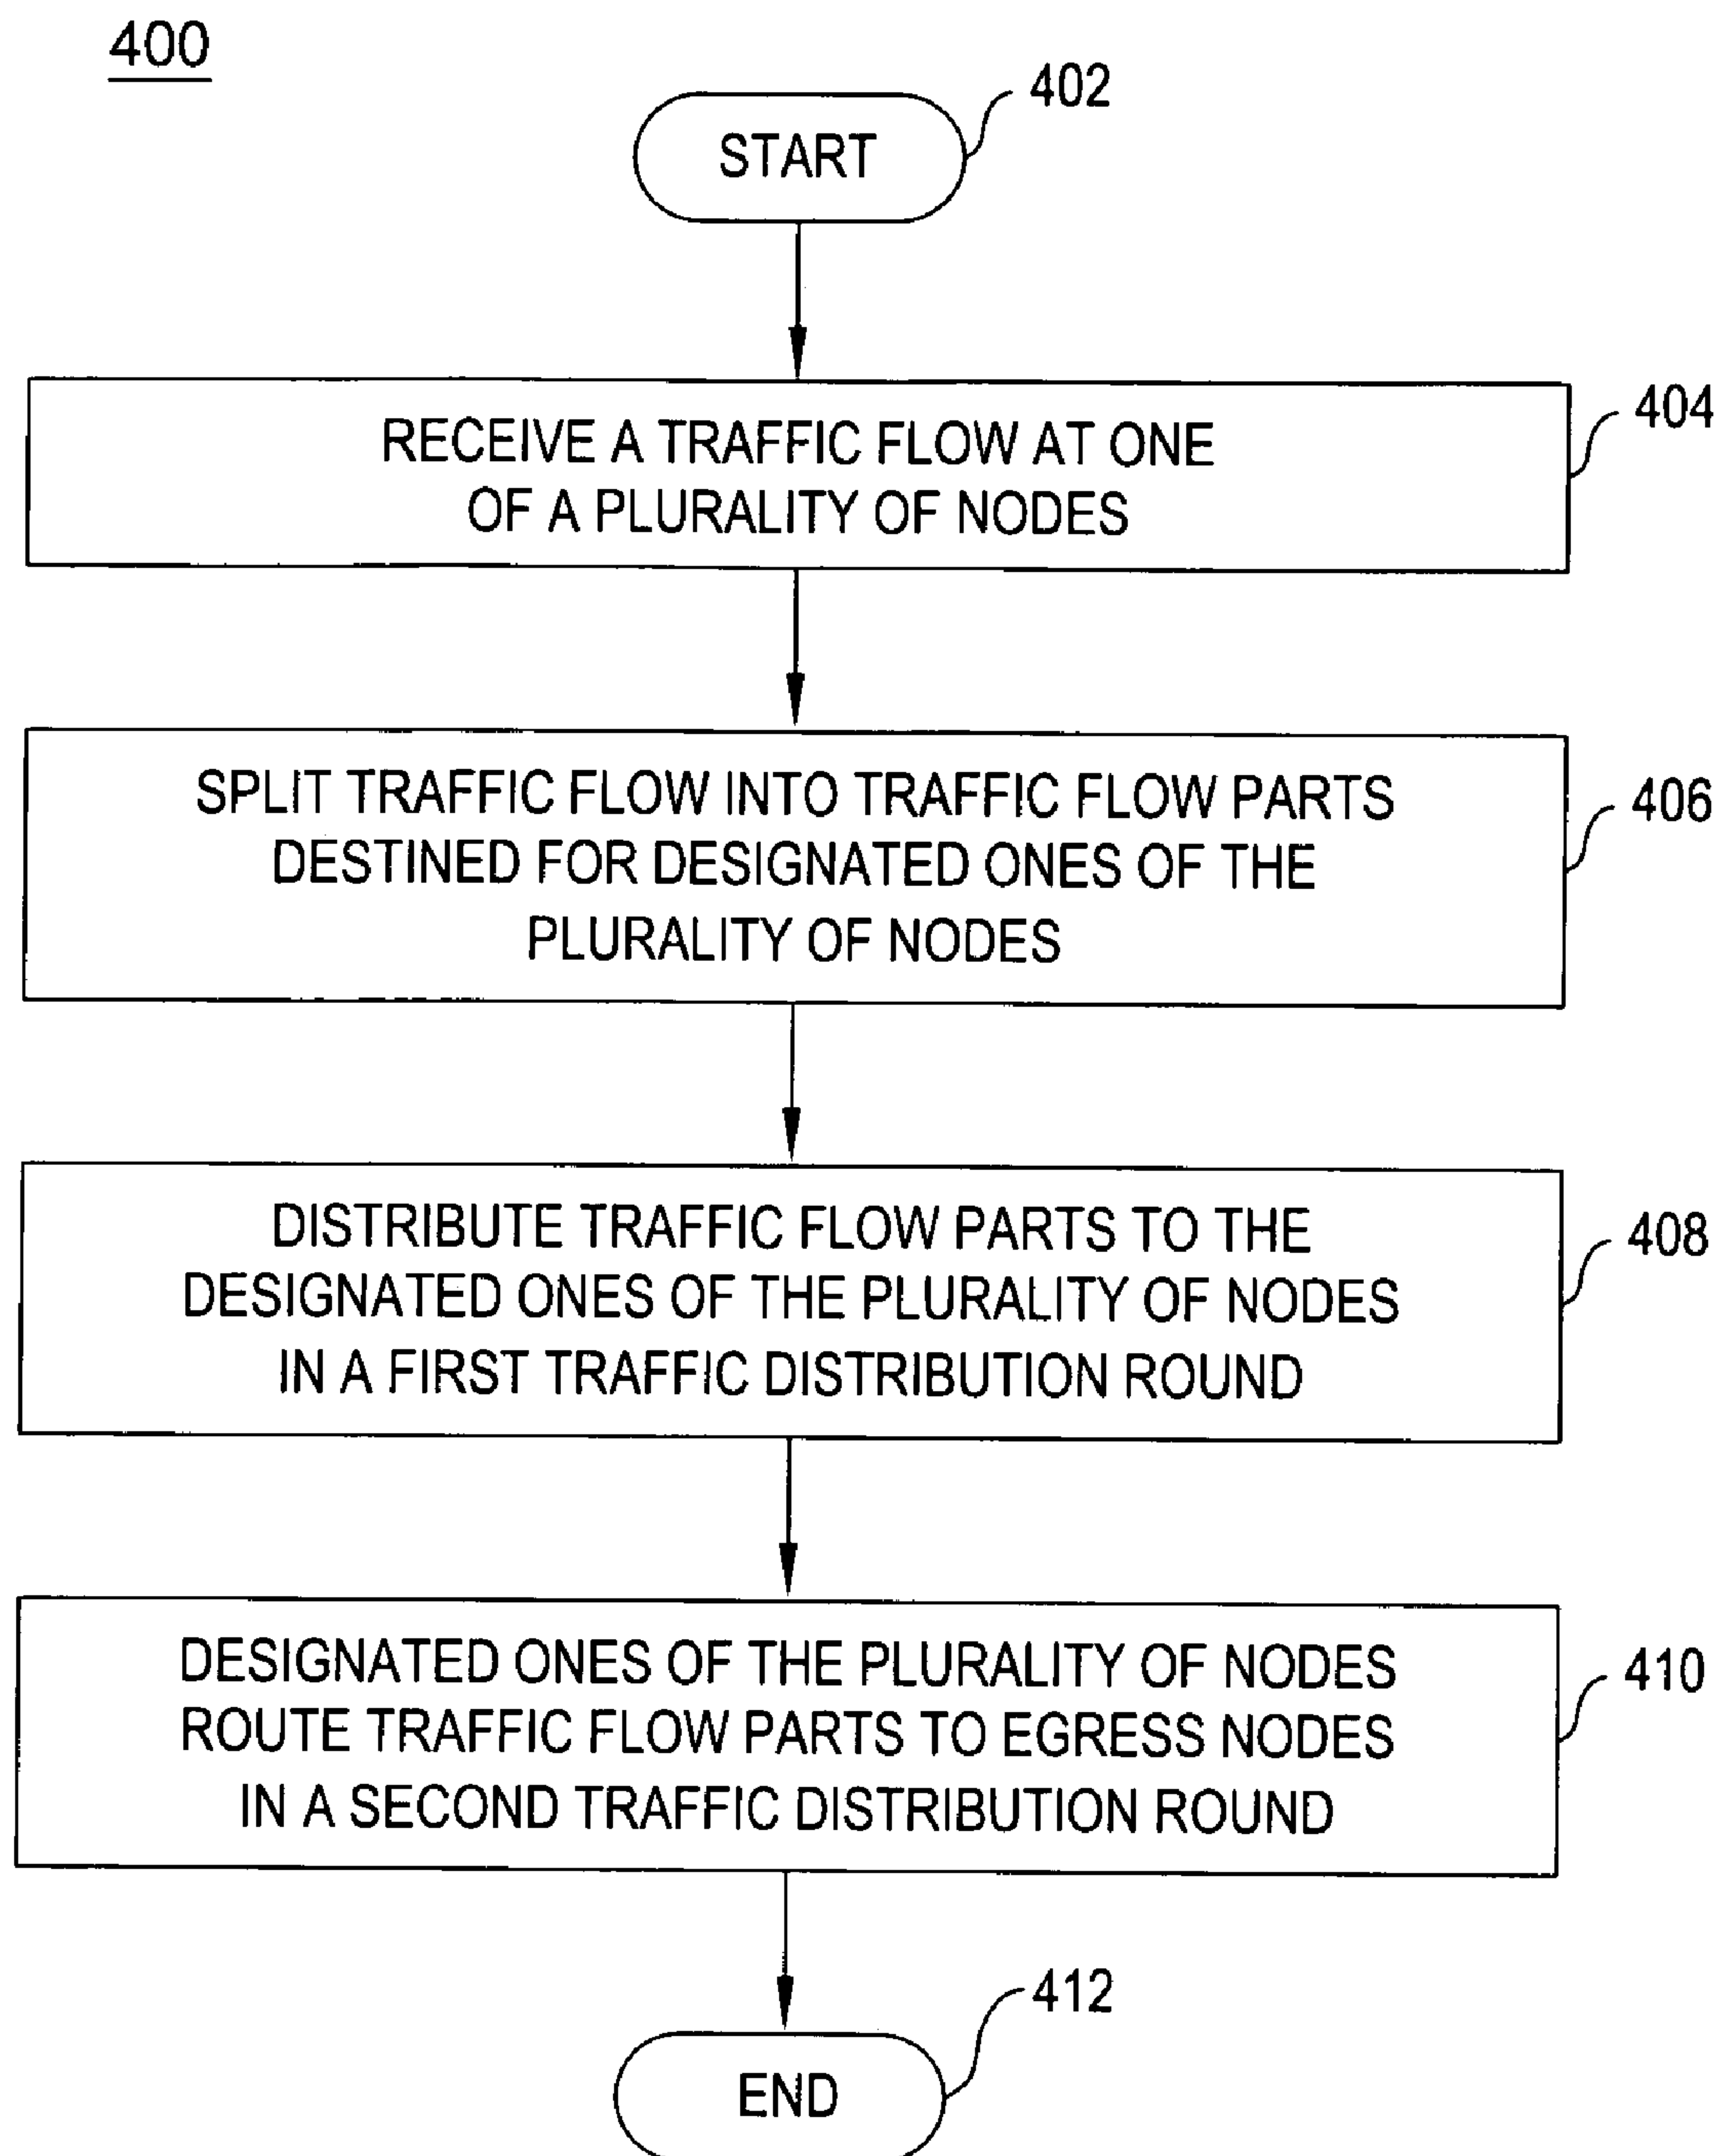 400
402
START
404
RECEIVE A TRAFFIC FLOW AT ONE
OF A PLURALITY OF NODES
406
SPLIT TRAFFIC FLOW INTO TRAFFIC FLOW PARTS
DESTINED FOR DESIGNATED ONES OF THE
PLURALITY OF NODES
408
DISTRIBUTE TRAFFIC FLOW PARTS TO THE
DESIGNATED ONES OF THE PLURALITY OF NODES
IN A FIRST TRAFFIC DISTRIBUTION ROUND
410
DESIGNATED ONES OF THE PLURALITY OF NODES
ROUTE TRAFFIC FLOW PARTS TO EGRESS NODES
IN A SECOND TRAFFIC DISTRIBUTION ROUND
412
END